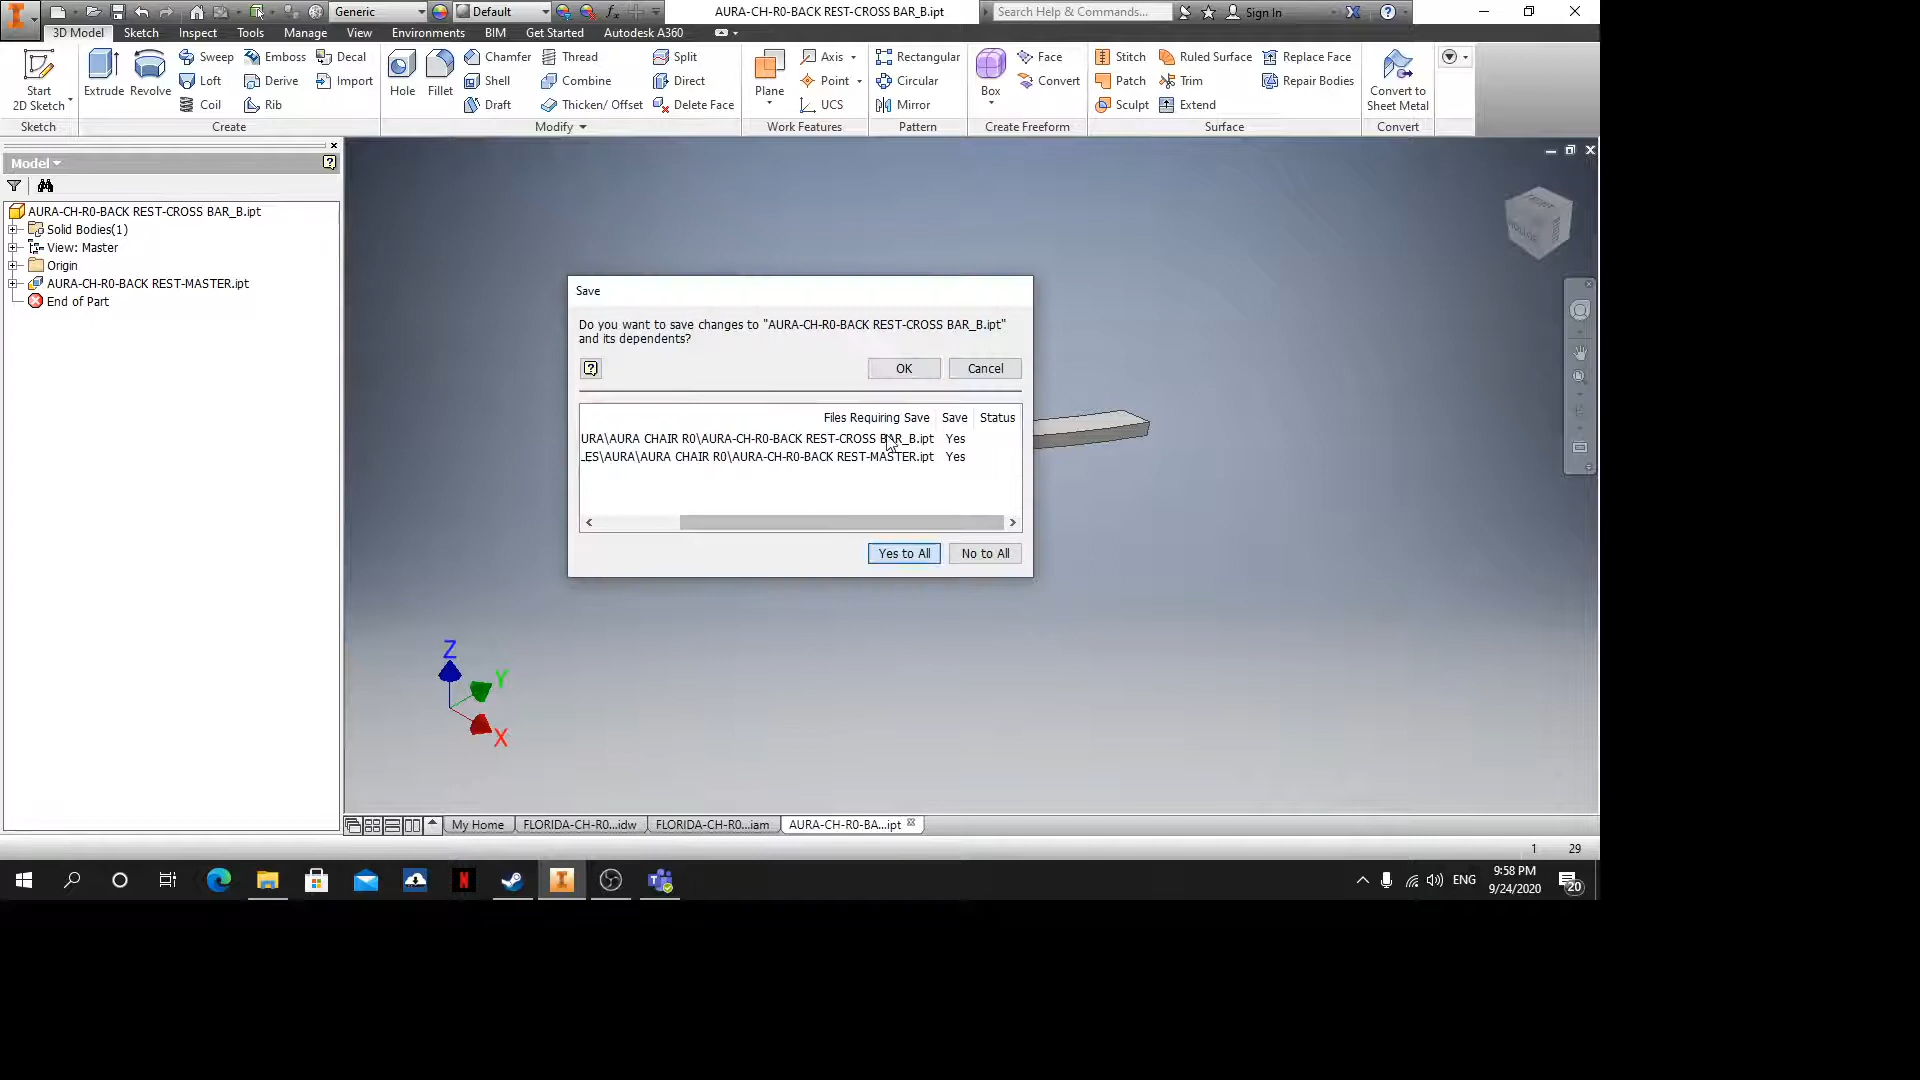 Generic
Default
AURA-CH-R0-BACK REST-CROSS BAR_B.ipt
Search Help & Commands...
Sign In
3D Model Sketch Inspect Tools Manage View Environments BIM Get Started Autodesk A360
Start
2D Sketch
Extrude
Revolve
Sweep
Loft
Coil
Emboss
Derive
Rib
Decal
Import
Hole
Fillet
Chamfer
Shell
Draft
Thread
Combine
Thicken/ Offset
Split
Direct
Delete Face
Plane
Axis
Point
UCS
Rectangular
Circular
Mirror
Box
Face
Convert
Stitch
Patch
Sculpt
Ruled Surface
Trim
Extend
Replace Face
Repair Bodies
Convert to
Sheet Metal
Sketch Create Modify Work Features Pattern Create Freeform Surface Convert
Model
AURA-CH-R0-BACK REST-CROSS BAR_B.ipt
Solid Bodies(1)
View: Master
Origin
AURA-CH-R0-BACK REST-MASTER.ipt
End of Part
Save
Do you want to save changes to "AURA-CH-R0-BACK REST-CROSS BAR_B.ipt"
and its dependents?
OK Cancel
Files Requiring Save Save Status
URA\AURA CHAIR R0\AURA-CH-R0-BACK REST-CROSS BAR_B.ipt Yes
LES\AURA\AURA CHAIR R0\AURA-CH-R0-BACK REST-MASTER.ipt Yes
Yes to All No to All
Z
Y
X
My Home FLORIDA-CH-R0...idw FLORIDA-CH-R0...iam AURA-CH-R0-BA...ipt
1 29
ENG
9:58 PM
9/24/2020
20